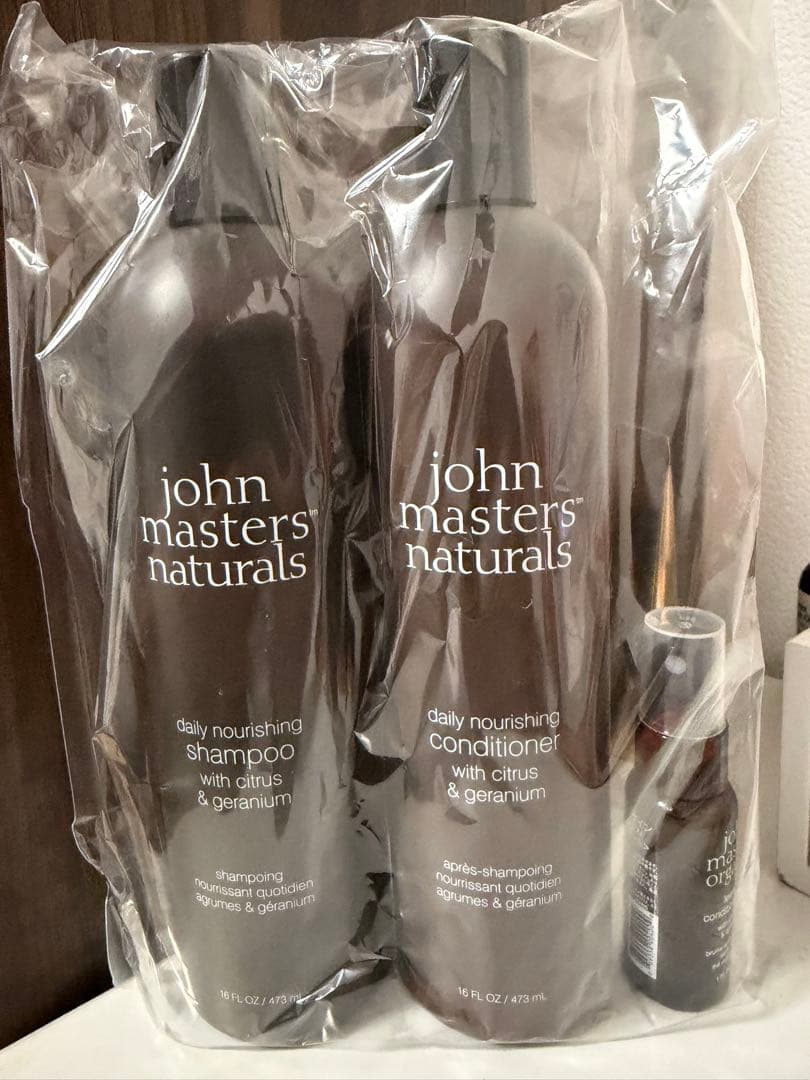 john
masters™
naturals
daily nourishing
shampoo
with citrus
& geranium
shampoing
nourrissant quotidien
agrumes & géranium
16 FL OZ / 473 mL
john
masters™
naturals
daily nourishing
conditioner
with citrus
& geranium
après-shampoing
nourrissant quotidien
agrumes & géranium
16 FL OZ / 473 mL